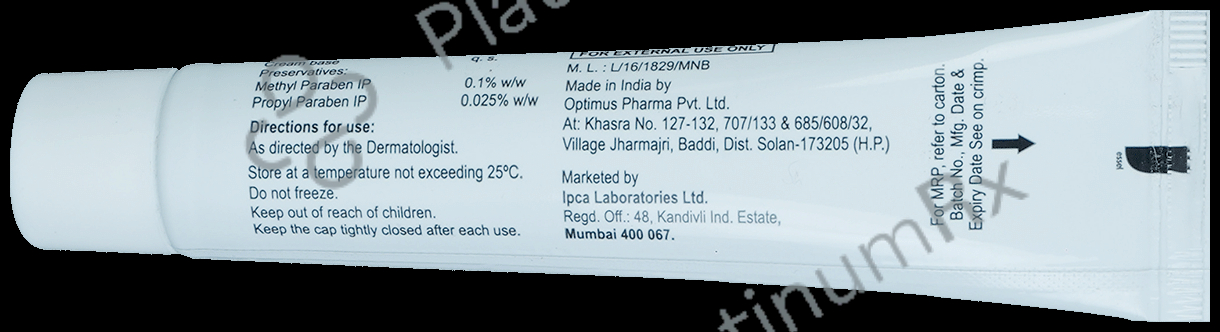 Cream base q. s.
Preservatives:
Methyl Paraben IP 0.1% w/w
Propyl Paraben IP 0.025% w/w
Directions for use:
As directed by the Dermatologist.
Store at a temperature not exceeding 25°C.
Do not freeze.
Keep out of reach of children.
Keep the cap tightly closed after each use.
FOR EXTERNAL USE ONLY
M. L. : L/16/1829/MNB
Made in India by
Optimus Pharma Pvt. Ltd.
At: Khasra No. 127-132, 707/133 & 685/608/32,
Village Jharmajri, Baddi, Dist. Solan-173205 (H.P.)
Marketed by
Ipca Laboratories Ltd.
Regd. Off.: 48, Kandivli Ind. Estate,
Mumbai 400 067.
For MRP, refer to carton.
Batch No., Mfg. Date &
Expiry Date See on crimp.
essel
Plat
tinumRx